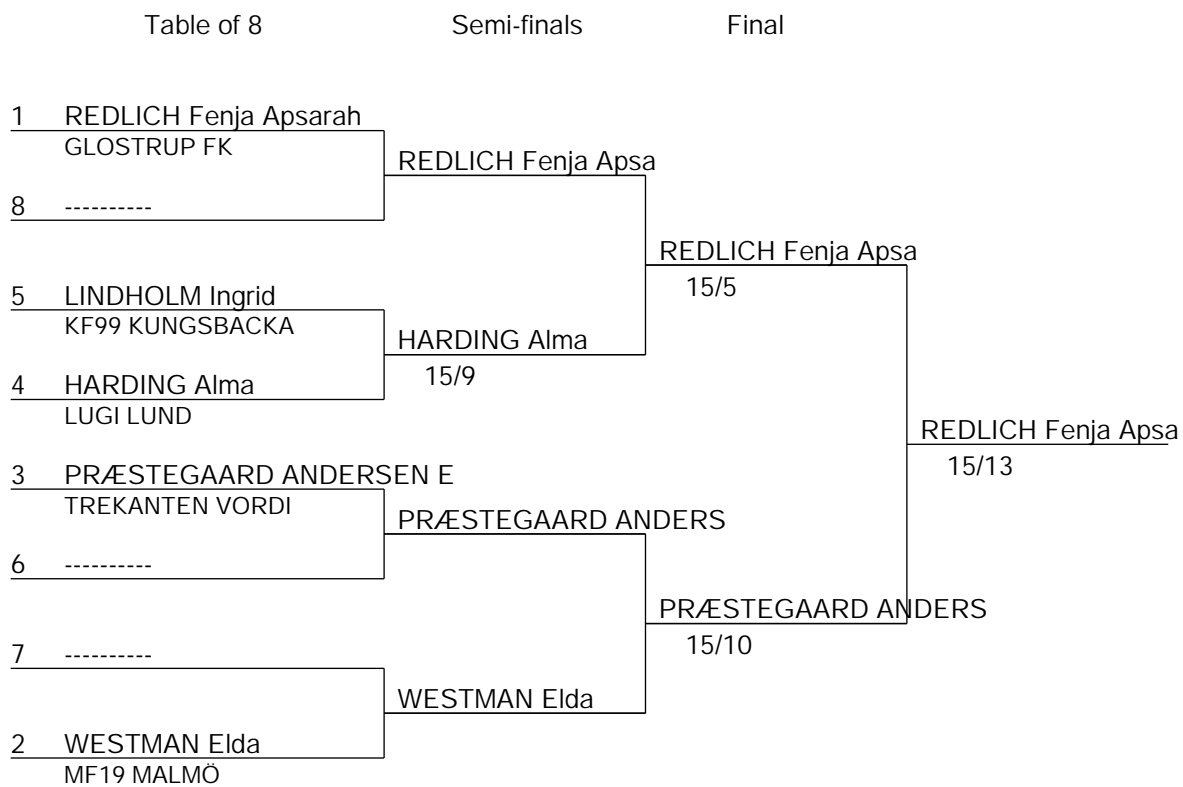 Table of 8 Semi-finals Final
1 REDLICH Fenja Apsarah
GLOSTRUP FK
REDLICH Fenja Apsa
8 ----------
REDLICH Fenja Apsa
15/5
5 LINDHOLM Ingrid
KF99 KUNGSBACKA
HARDING Alma
15/9
4 HARDING Alma
LUGI LUND
REDLICH Fenja Apsa
15/13
3 PRÆSTEGAARD ANDERSEN E
TREKANTEN VORDI
PRÆSTEGAARD ANDERS
6 ----------
PRÆSTEGAARD ANDERS
15/10
7 ----------
WESTMAN Elda
2 WESTMAN Elda
MF19 MALMÖ